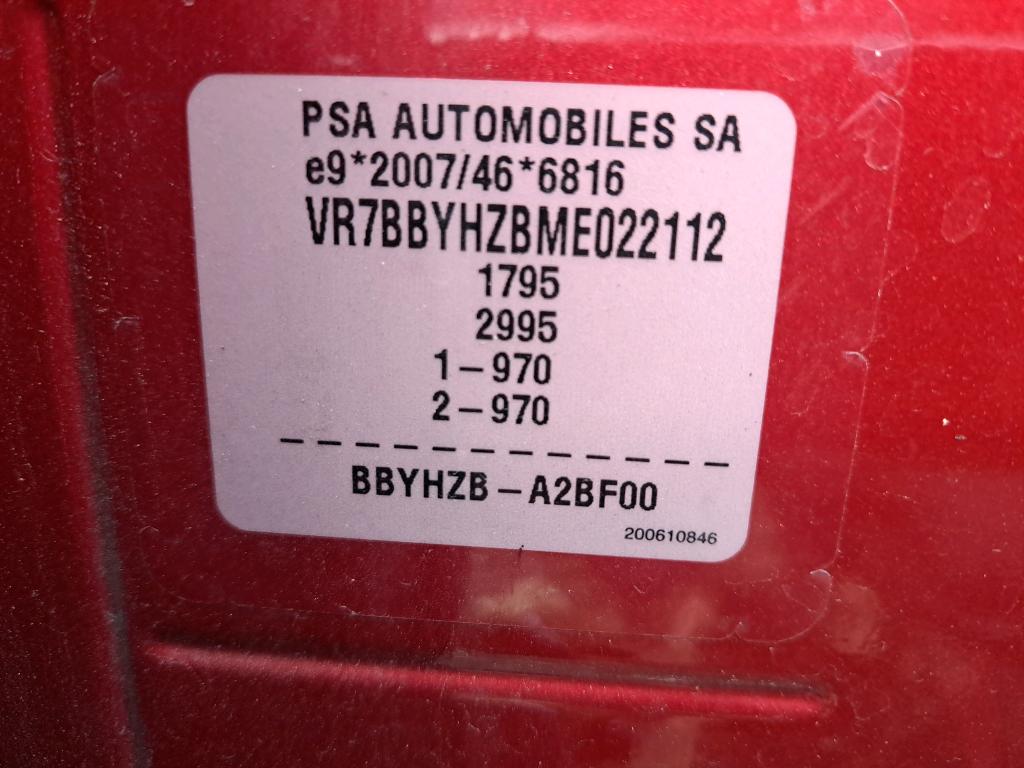 PSA AUTOMOBILES SA
e9*2007/46*6816
VR7BBYHZBME022112
1795
2995
1-970
2-970
BBYHZB-A2BF00
200610846